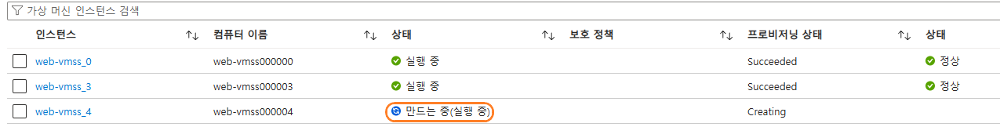 가상 머신 인스턴스 검색
인스턴스 컴퓨터 이름 상태 보호 정책 프로비저닝 상태 상태
web-vmss_0 web-vmss000000 실행 중 Succeeded 정상
web-vmss_3 web-vmss000003 실행 중 Succeeded 정상
web-vmss_4 web-vmss000004 만드는 중(실행 중) Creating